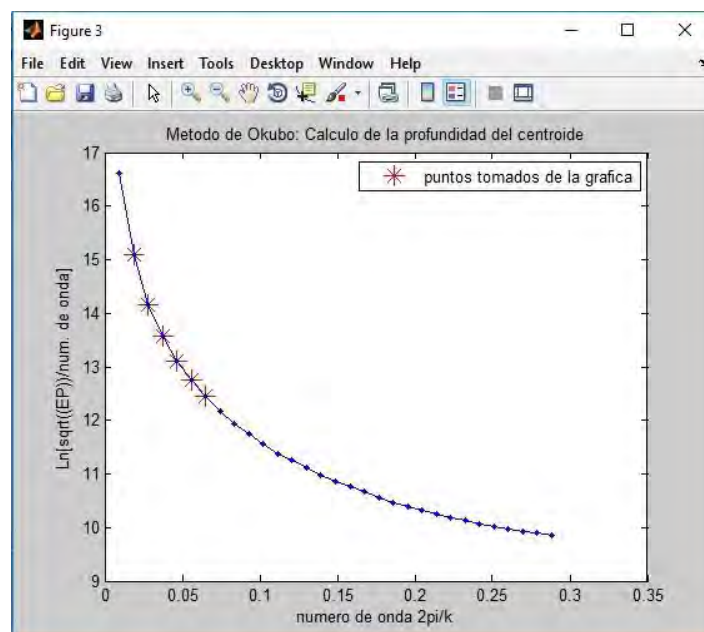 Figure 3
File Edit View Insert Tools Desktop Window Help
Metodo de Okubo: Calculo de la profundidad del centroide
puntos tomados de la grafica
Ln[sqrt((EP))/num. de onda]
17
16
15
14
13
12
11
10
9
0 0.05 0.1 0.15 0.2 0.25 0.3 0.35
numero de onda 2pi/k